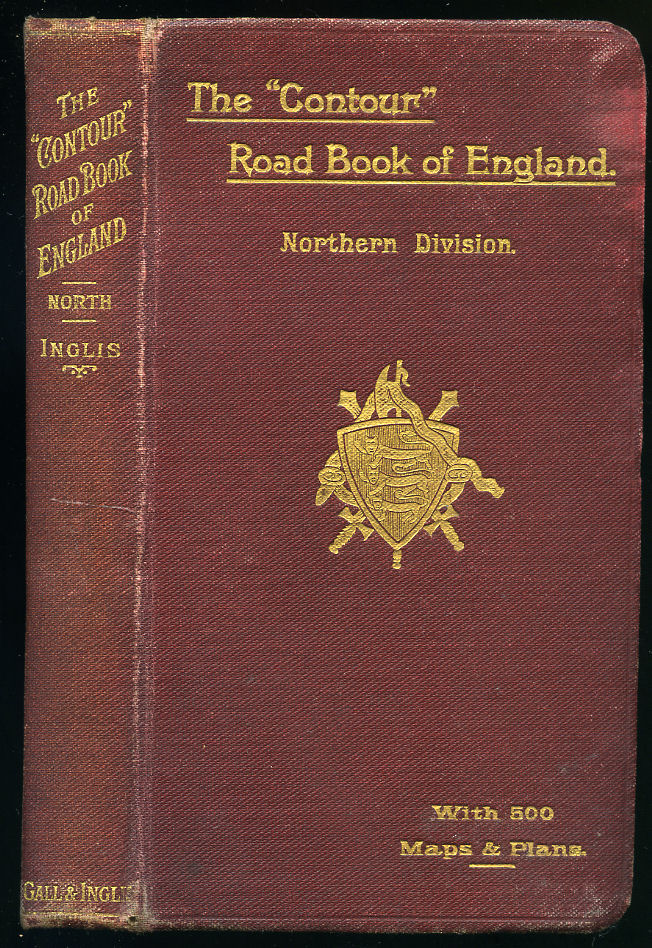 THE
"CONTOUR"
ROAD BOOK
OF
ENGLAND
NORTH
INGLIS
GALL & INGLI
The "Contour"
Road Book of England.
Northern Division.
With 500
Maps & Plans.